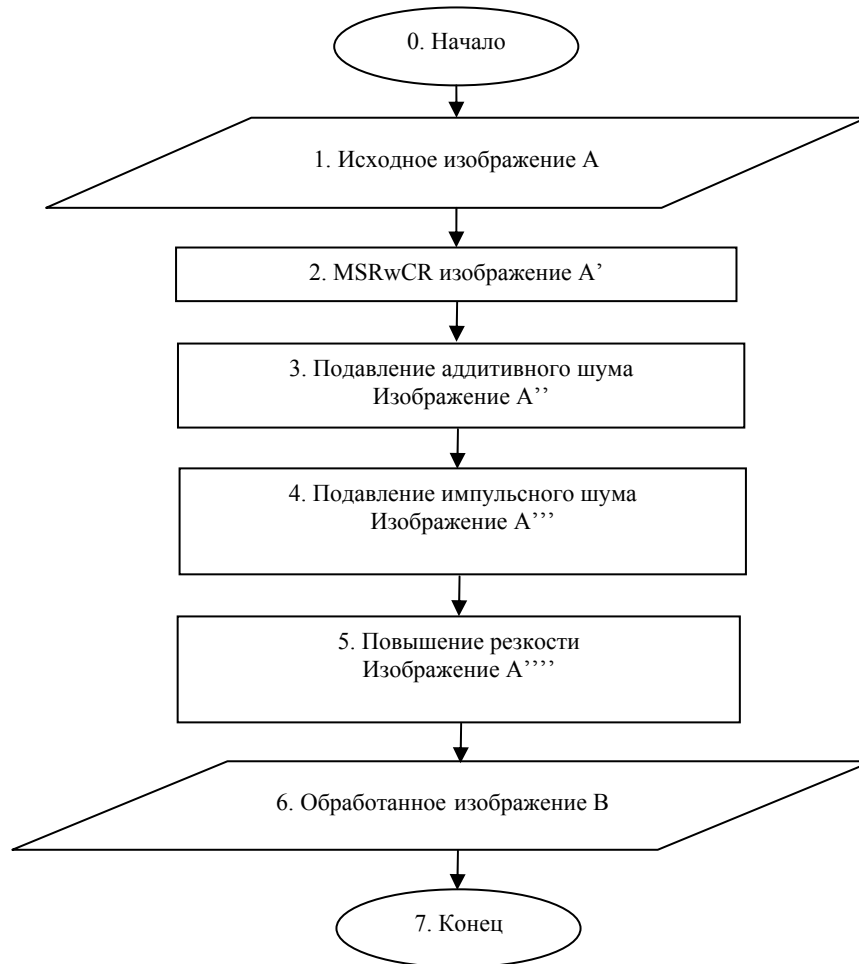 0. Начало
1. Исходное изображение А
2. MSRwCR изображение А’
3. Подавление аддитивного шума
Изображение А’’
4. Подавление импульсного шума
Изображение А’’’
5. Повышение резкости
Изображение А’’’’
6. Обработанное изображение В
7. Конец